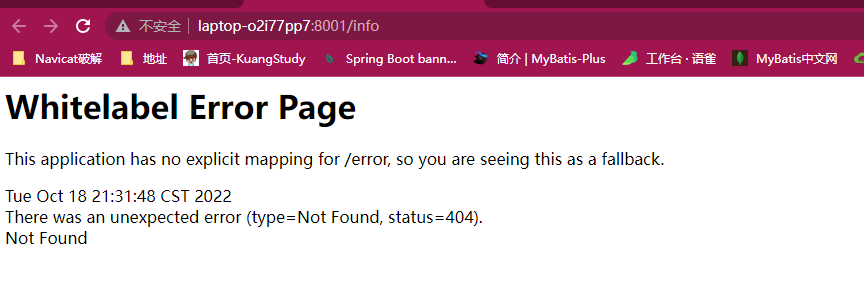 不安全 laptop-o2i77pp7:8001/info
Navicat破解 地址 首页-KuangStudy Spring Boot bann... 简介 | MyBatis-Plus 工作台 · 语雀 MyBatis中文网
Whitelabel Error Page
This application has no explicit mapping for /error, so you are seeing this as a fallback.
Tue Oct 18 21:31:48 CST 2022
There was an unexpected error (type=Not Found, status=404).
Not Found